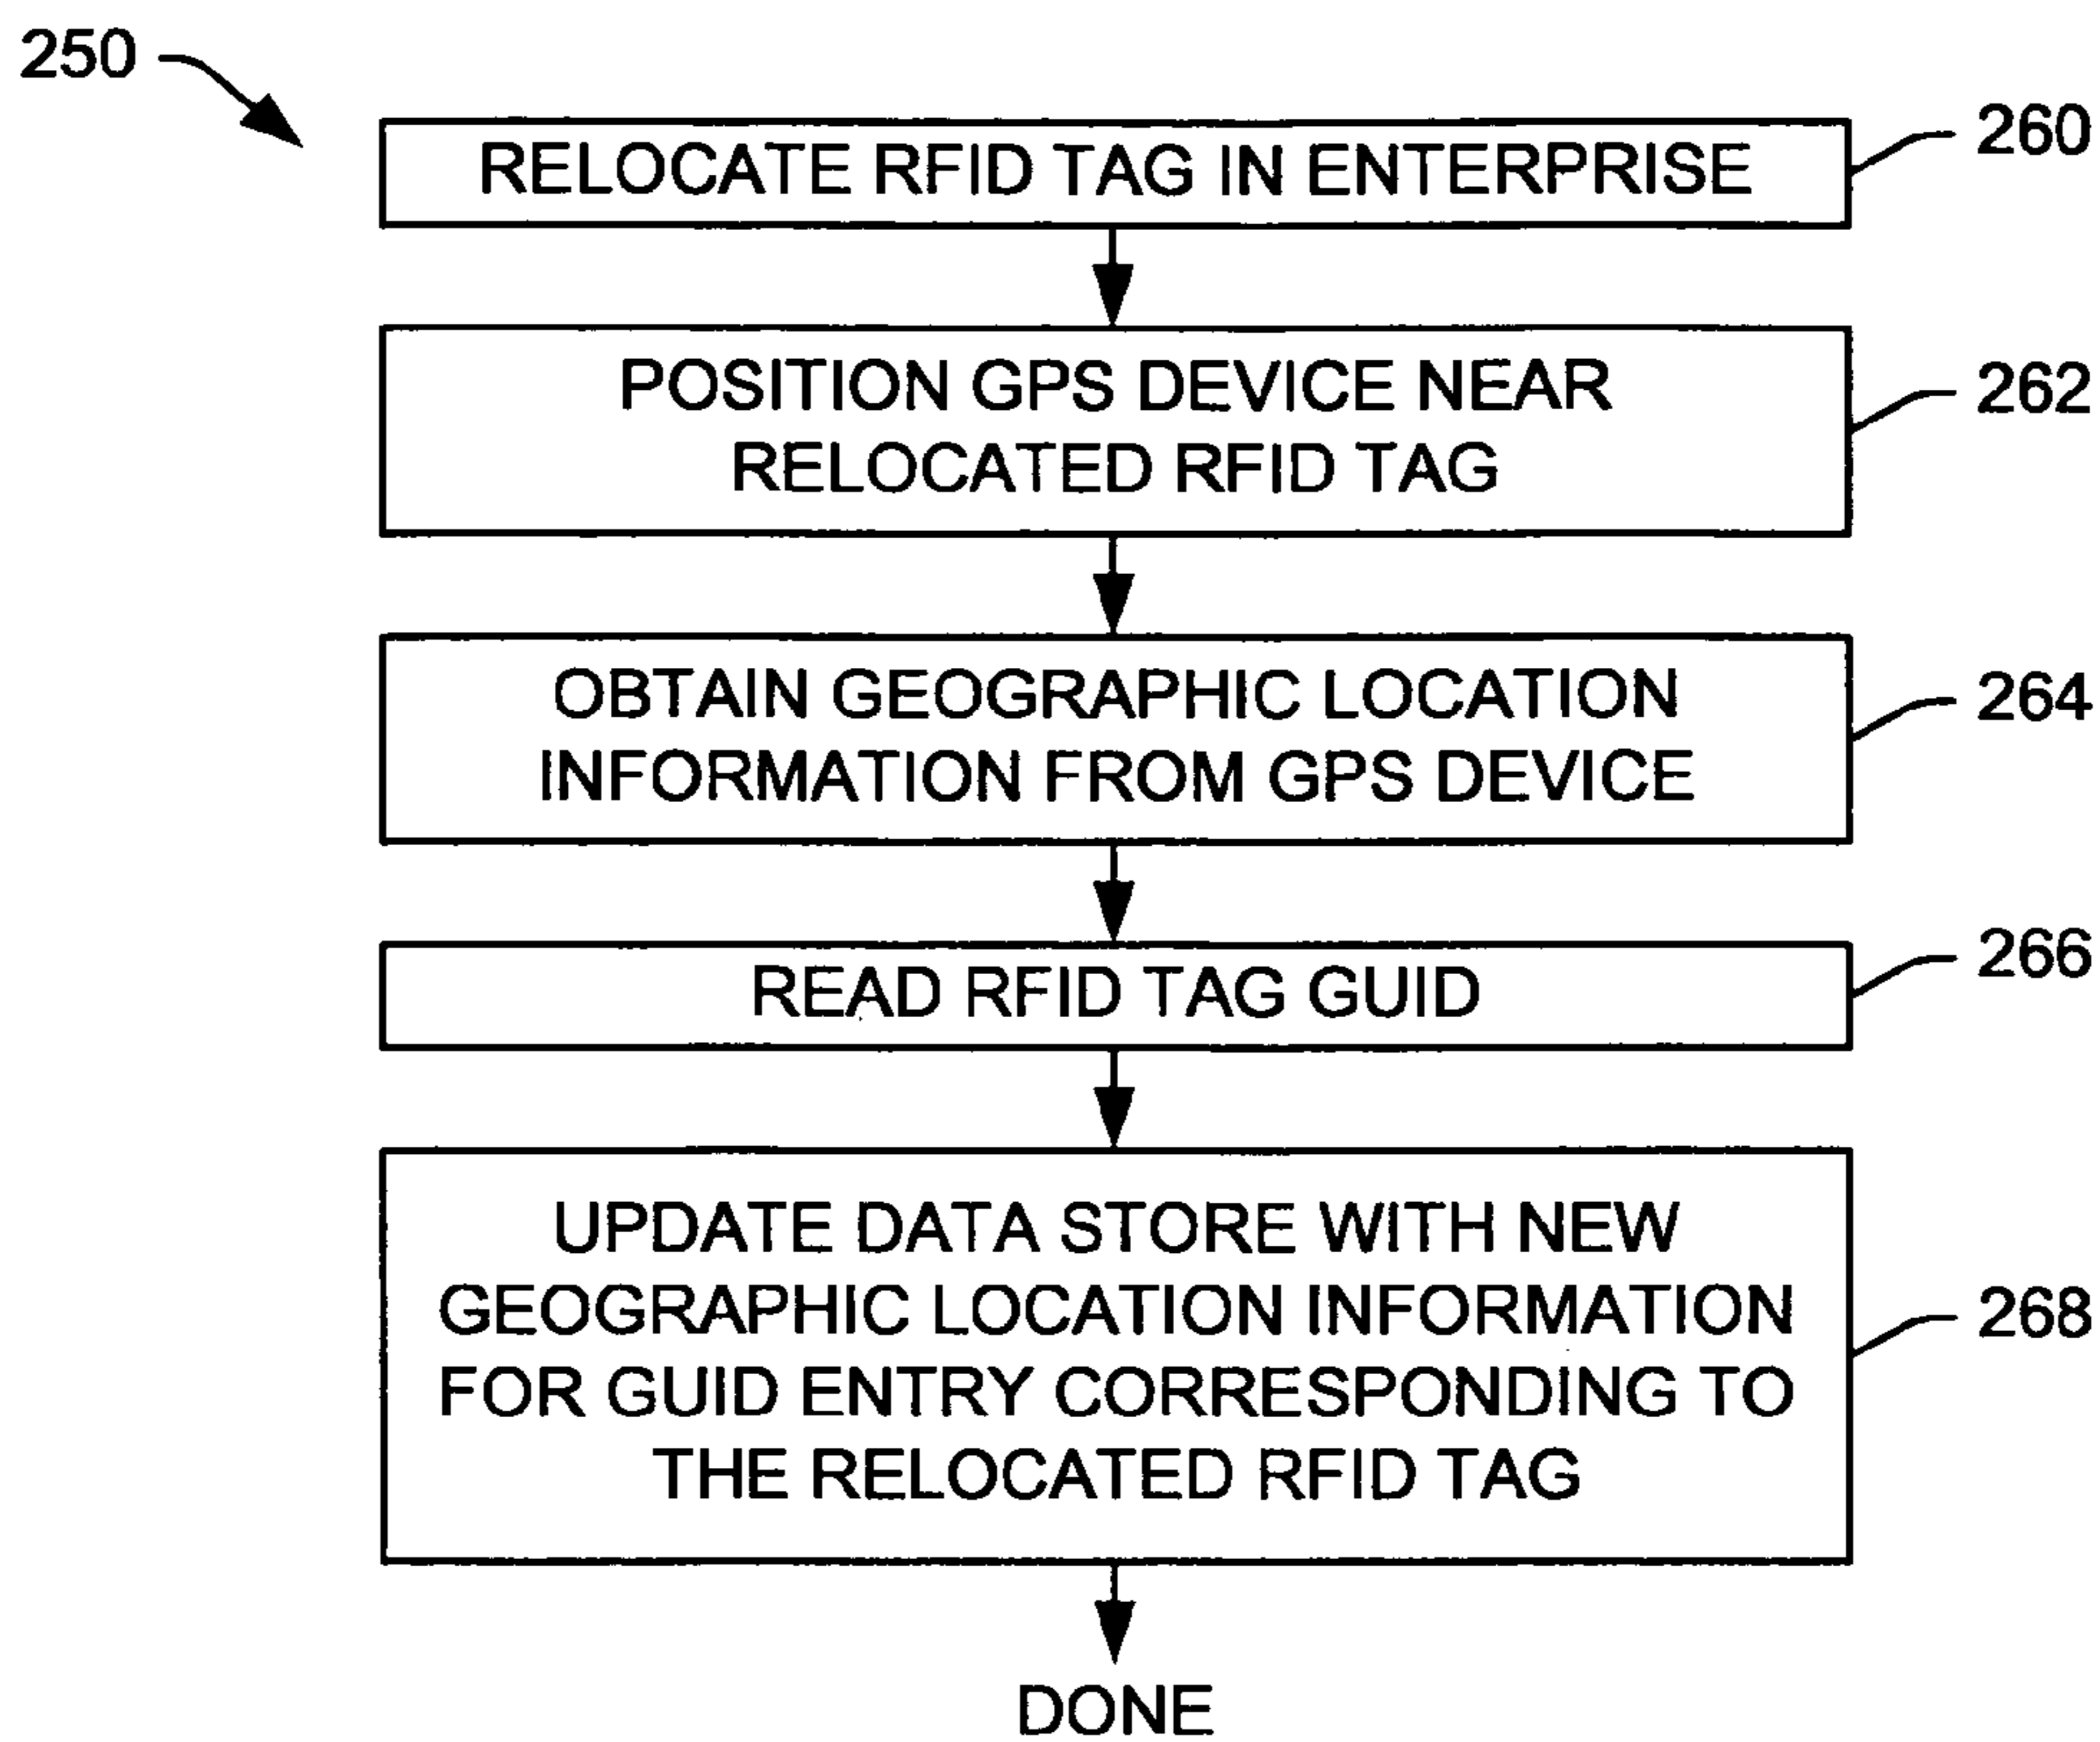 250
RELOCATE RFID TAG IN ENTERPRISE
260
POSITION GPS DEVICE NEAR
RELOCATED RFID TAG
262
OBTAIN GEOGRAPHIC LOCATION
INFORMATION FROM GPS DEVICE
264
READ RFID TAG GUID
266
UPDATE DATA STORE WITH NEW
GEOGRAPHIC LOCATION INFORMATION
FOR GUID ENTRY CORRESPONDING TO
THE RELOCATED RFID TAG
268
DONE